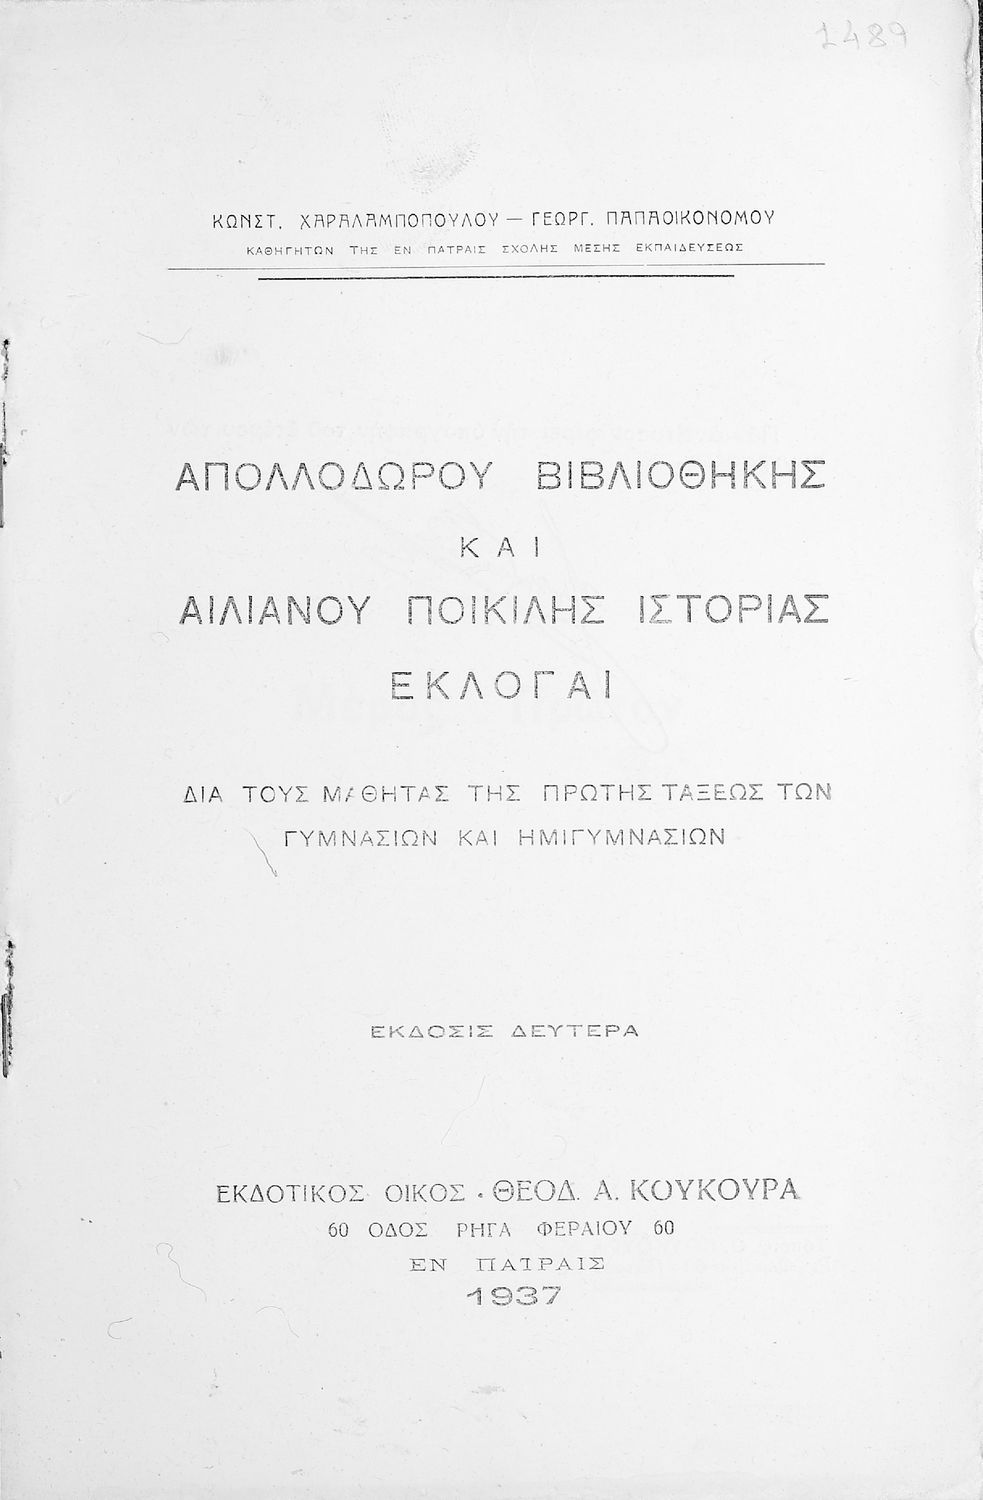 1489
ΚΩΝΣΤ. ΧΑΡΑΛΑΜΠΟΠΟΥΛΟΥ — ΓΕΩΡΓ. ΠΑΠΑΟΙΚΟΝΟΜΟΥ
ΚΑΘΗΓΗΤΩΝ ΤΗΣ ΕΝ ΠΑΤΡΑΙΣ ΣΧΟΛΗΣ ΜΕΣΗΣ ΕΚΠΑΙΔΕΥΣΕΩΣ
ΑΠΟΛΛΟΔΩΡΟΥ ΒΙΒΛΙΟΘΗΚΗΣ
ΚΑΙ
ΑΙΛΙΑΝΟΥ ΠΟΙΚΙΛΗΣ ΙΣΤΟΡΙΑΣ
ΕΚΛΟΓΑΙ
ΔΙΑ ΤΟΥΣ ΜΑΘΗΤΑΣ ΤΗΣ ΠΡΩΤΗΣ ΤΑΞΕΩΣ ΤΩΝ
ΓΥΜΝΑΣΙΩΝ ΚΑΙ ΗΜΙΓΥΜΝΑΣΙΩΝ
ΕΚΔΟΣΙΣ ΔΕΥΤΕΡΑ
ΕΚΔΟΤΙΚΟΣ ΟΙΚΟΣ · ΘΕΟΔ. Α. ΚΟΥΚΟΥΡΑ
60 ΟΔΟΣ ΡΗΓΑ ΦΕΡΑΙΟΥ 60
ΕΝ ΠΑΤΡΑΙΣ
1937